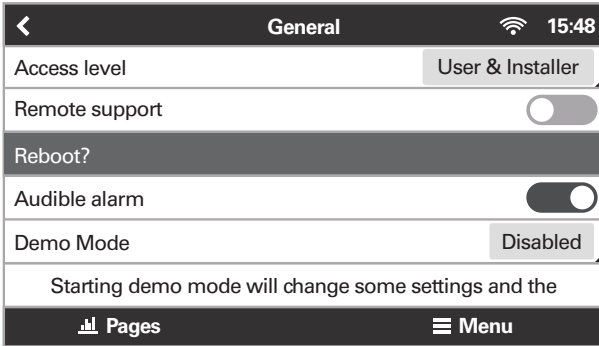 General 15:48
Access level User & Installer
Remote support
Reboot?
Audible alarm
Demo Mode Disabled
Starting demo mode will change some settings and the
Pages Menu